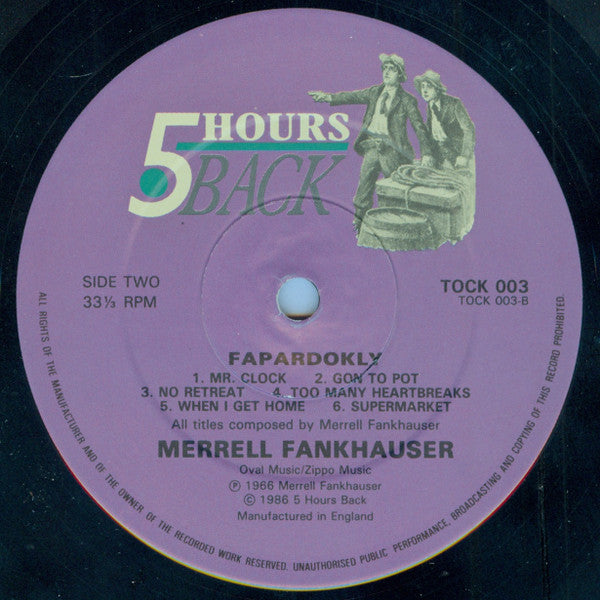 5 HOURS
BACK
SIDE TWO
33⅓ RPM
TOCK 003
TOCK 003-B
FAPARDOKLY
1. MR. CLOCK 2. GON TO POT
3. NO RETREAT 4. TOO MANY HEARTBREAKS
5. WHEN I GET HOME 6. SUPERMARKET
All titles composed by Merrell Fankhauser
MERRELL FANKHAUSER
Oval Music/Zippo Music
Ⓟ 1966 Merrell Fankhauser
© 1986 5 Hours Back
Manufactured in England
ALL RIGHTS OF THE MANUFACTURER AND OF THE OWNER OF THE RECORDED WORK RESERVED. UNAUTHORISED PUBLIC PERFORMANCE, BROADCASTING AND COPYING OF THIS RECORD PROHIBITED.